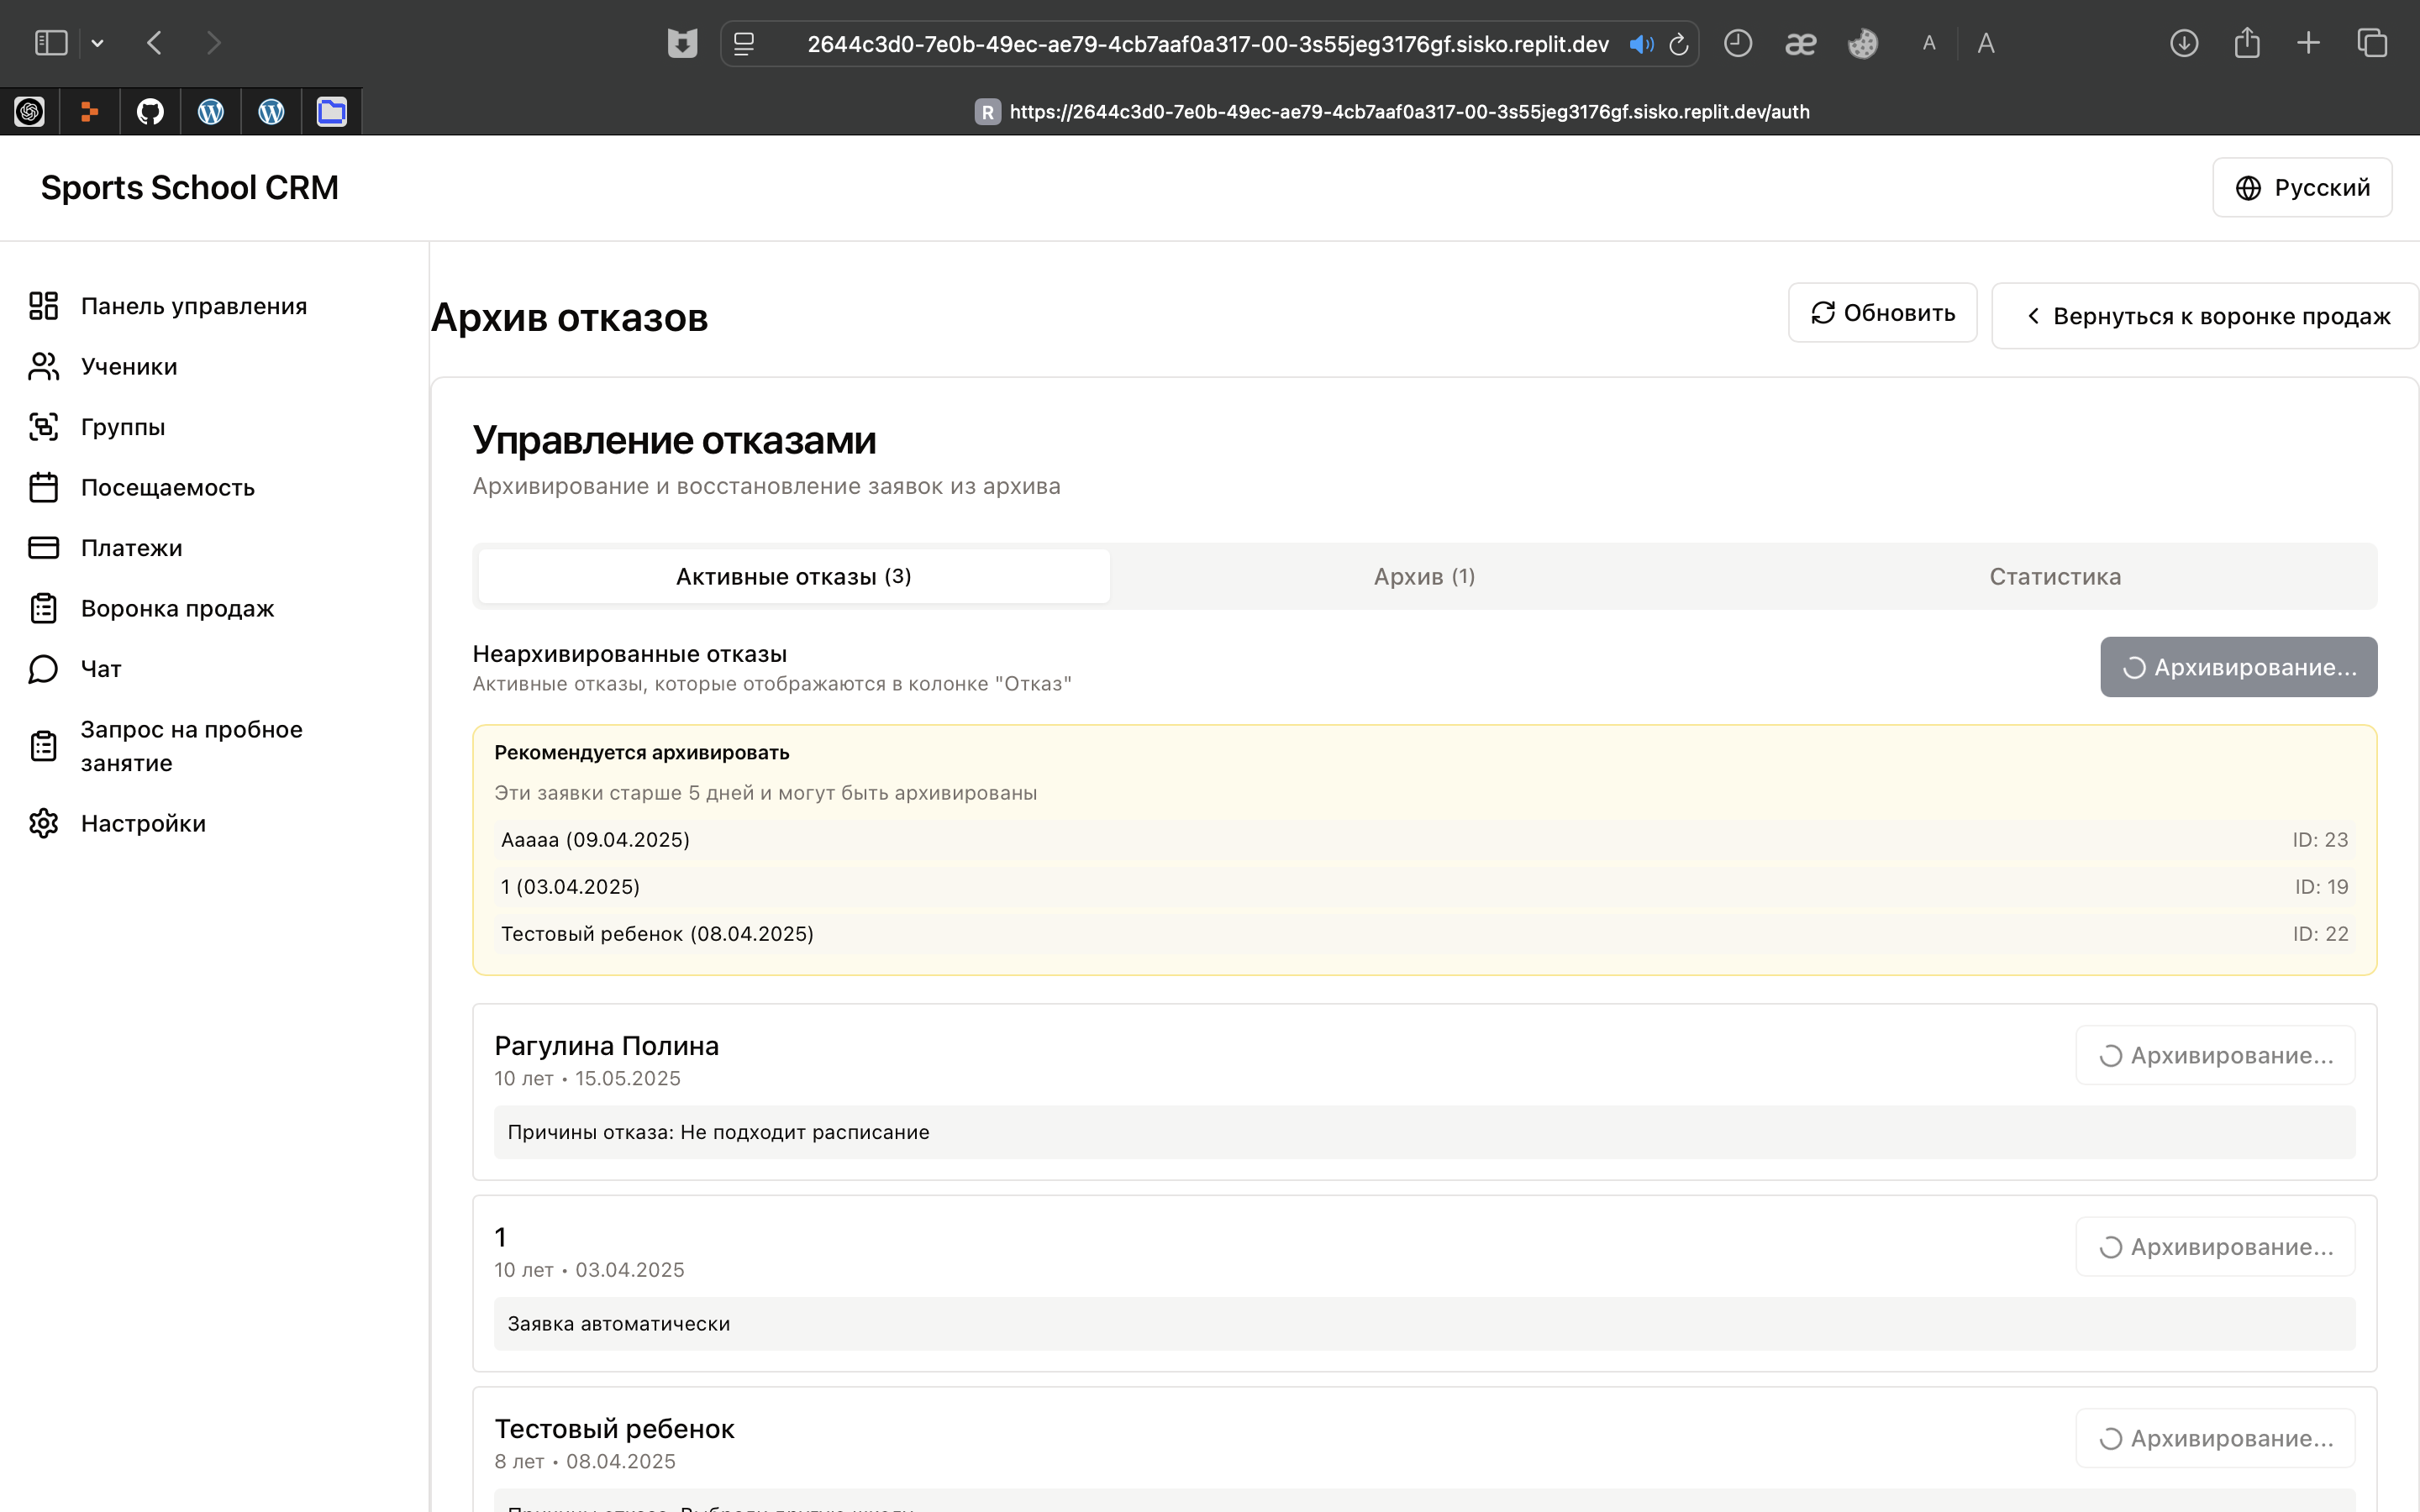 2644c3d0-7e0b-49ec-ae79-4cb7aaf0a317-00-3s55jeg3176gf.sisko.replit.dev
æ
A
A
R https://2644c3d0-7e0b-49ec-ae79-4cb7aaf0a317-00-3s55jeg3176gf.sisko.replit.dev/auth
Sports School CRM
Русский
Панель управления
Ученики
Группы
Посещаемость
Платежи
Воронка продаж
Чат
Запрос на пробное
занятие
Настройки
Архив отказов
Обновить
Вернуться к воронке продаж
Управление отказами
Архивирование и восстановление заявок из архива
Активные отказы (3)
Архив (1)
Статистика
Неархивированные отказы
Активные отказы, которые отображаются в колонке "Отказ"
Архивирование...
Рекомендуется архивировать
Эти заявки старше 5 дней и могут быть архивированы
Ааааа (09.04.2025) ID: 23
1 (03.04.2025) ID: 19
Тестовый ребенок (08.04.2025) ID: 22
Рагулина Полина
10 лет • 15.05.2025
Архивирование...
Причины отказа: Не подходит расписание
1
10 лет • 03.04.2025
Архивирование...
Заявка автоматически
Тестовый ребенок
8 лет • 08.04.2025
Архивирование...